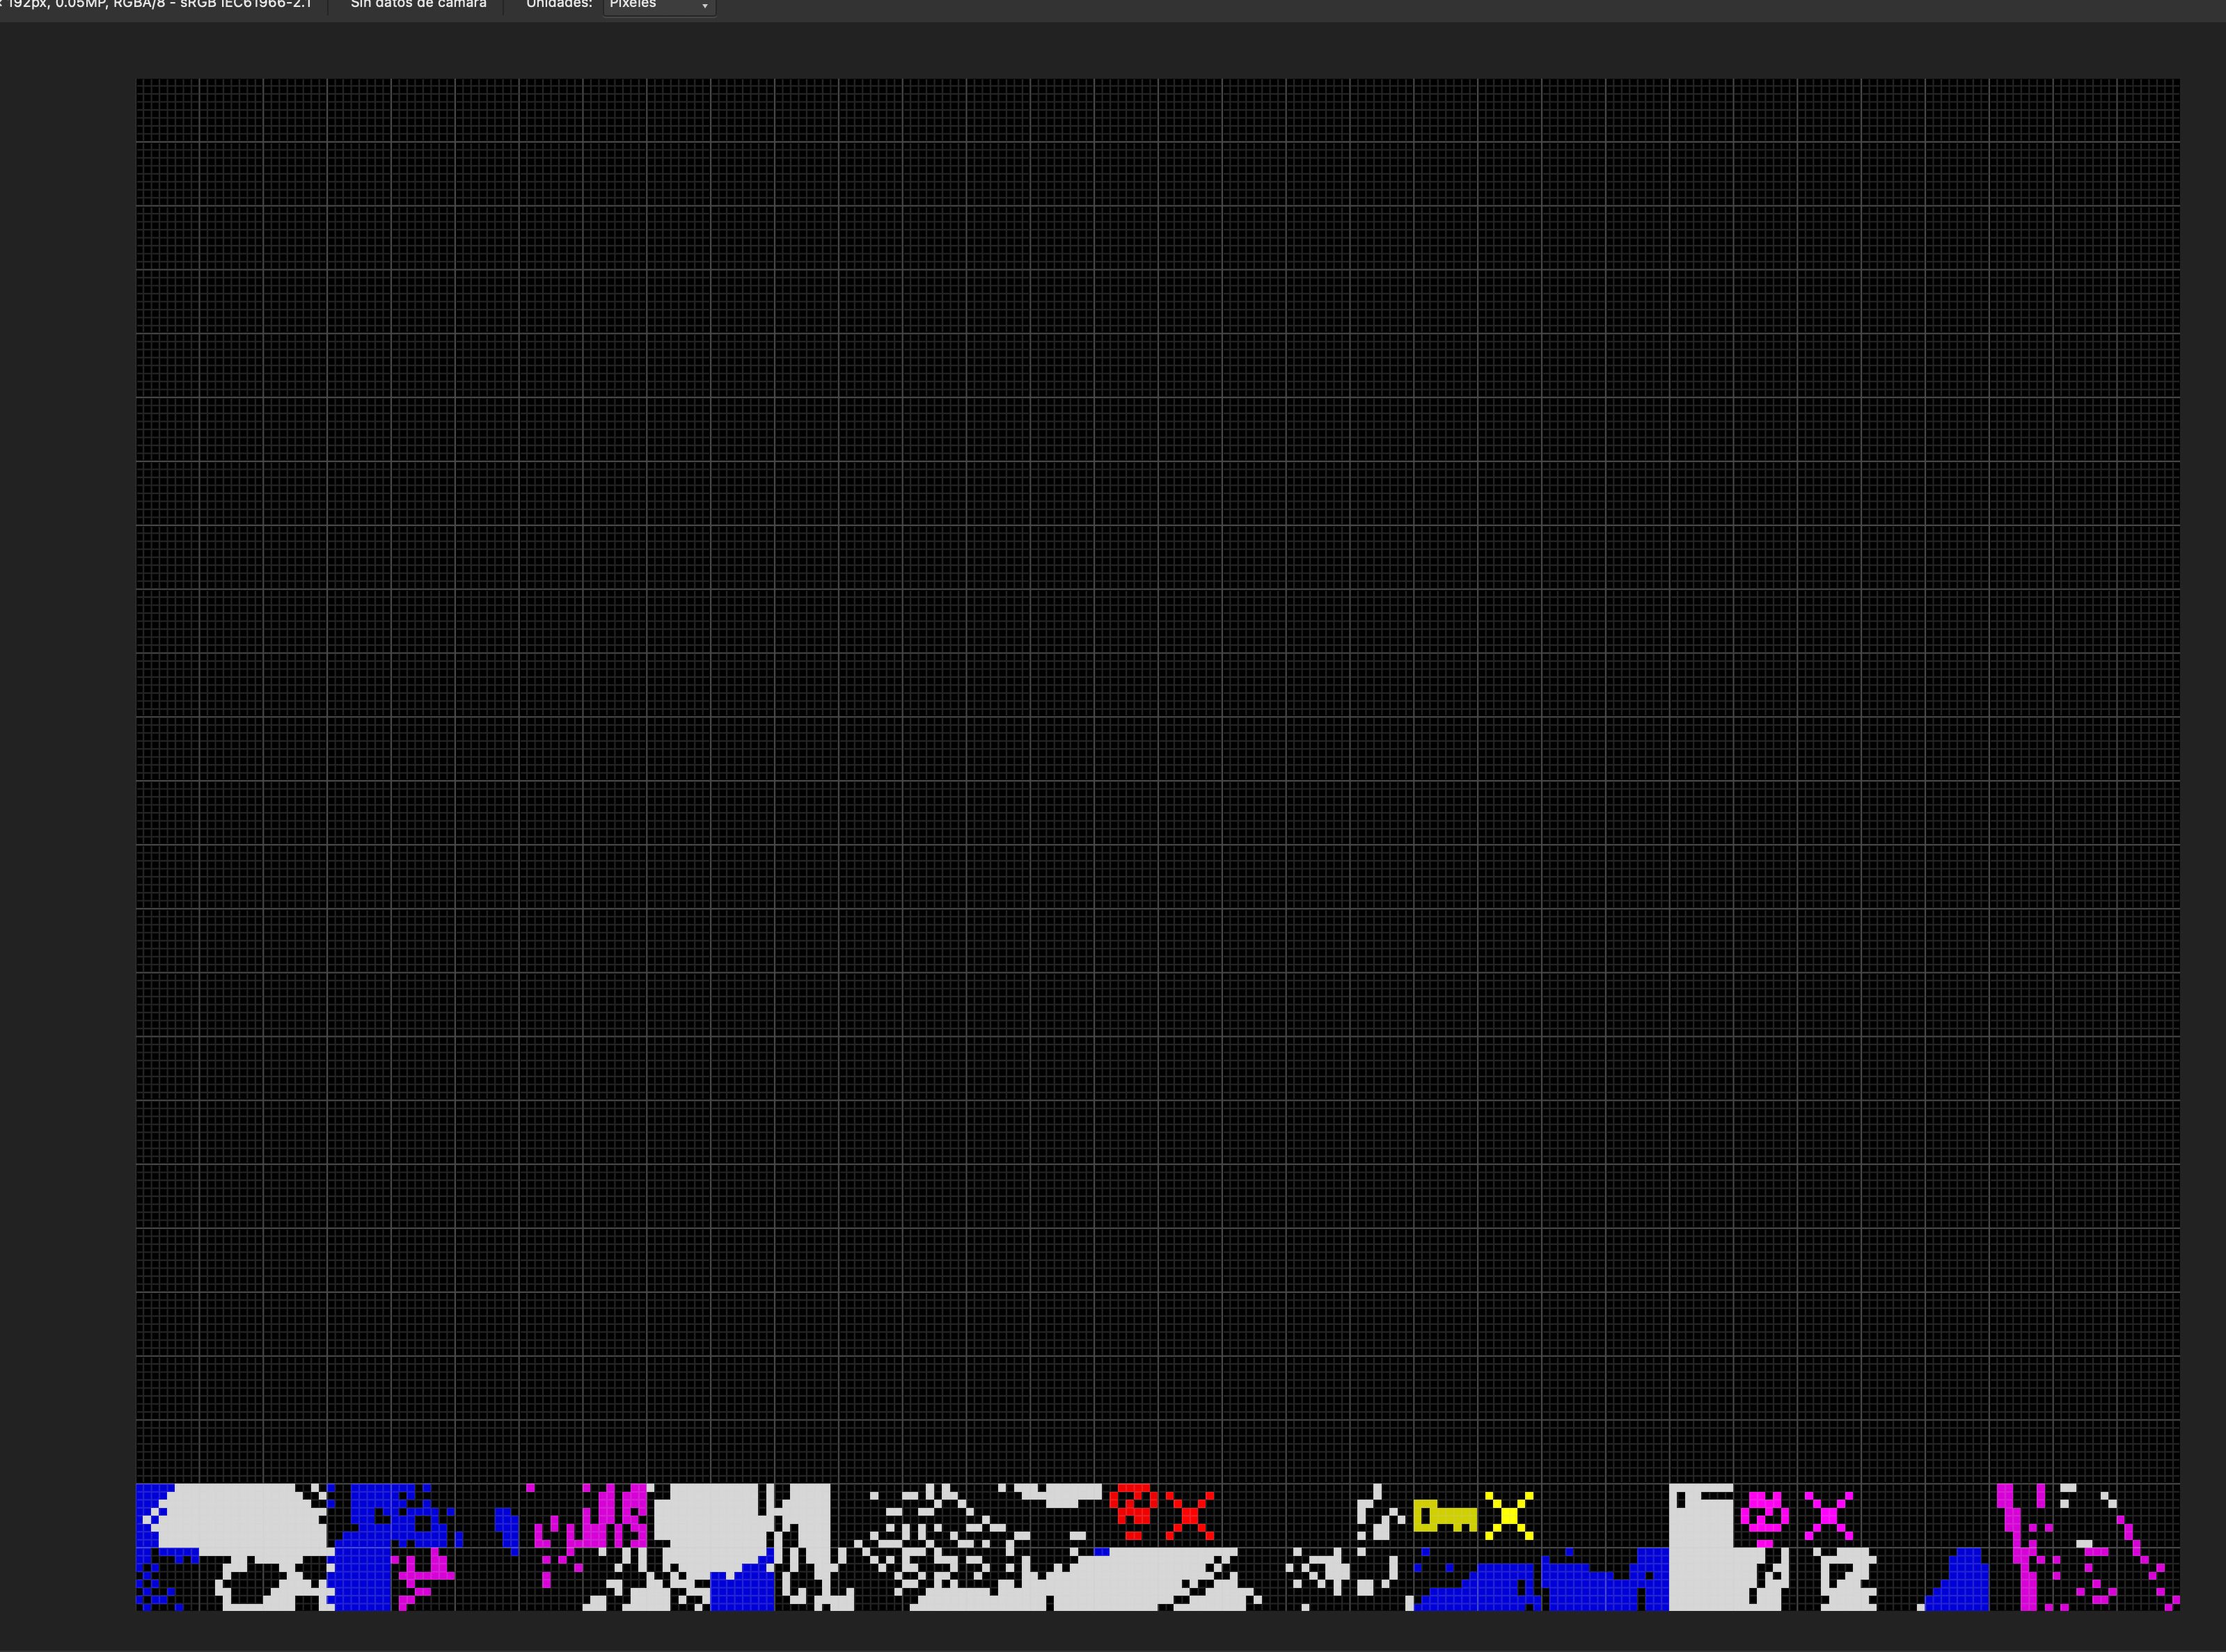 : 192px, 0.05MP, RGBA/8 - sRGB IEC61966-2.1 Sin datos de cámara Unidades: Píxeles